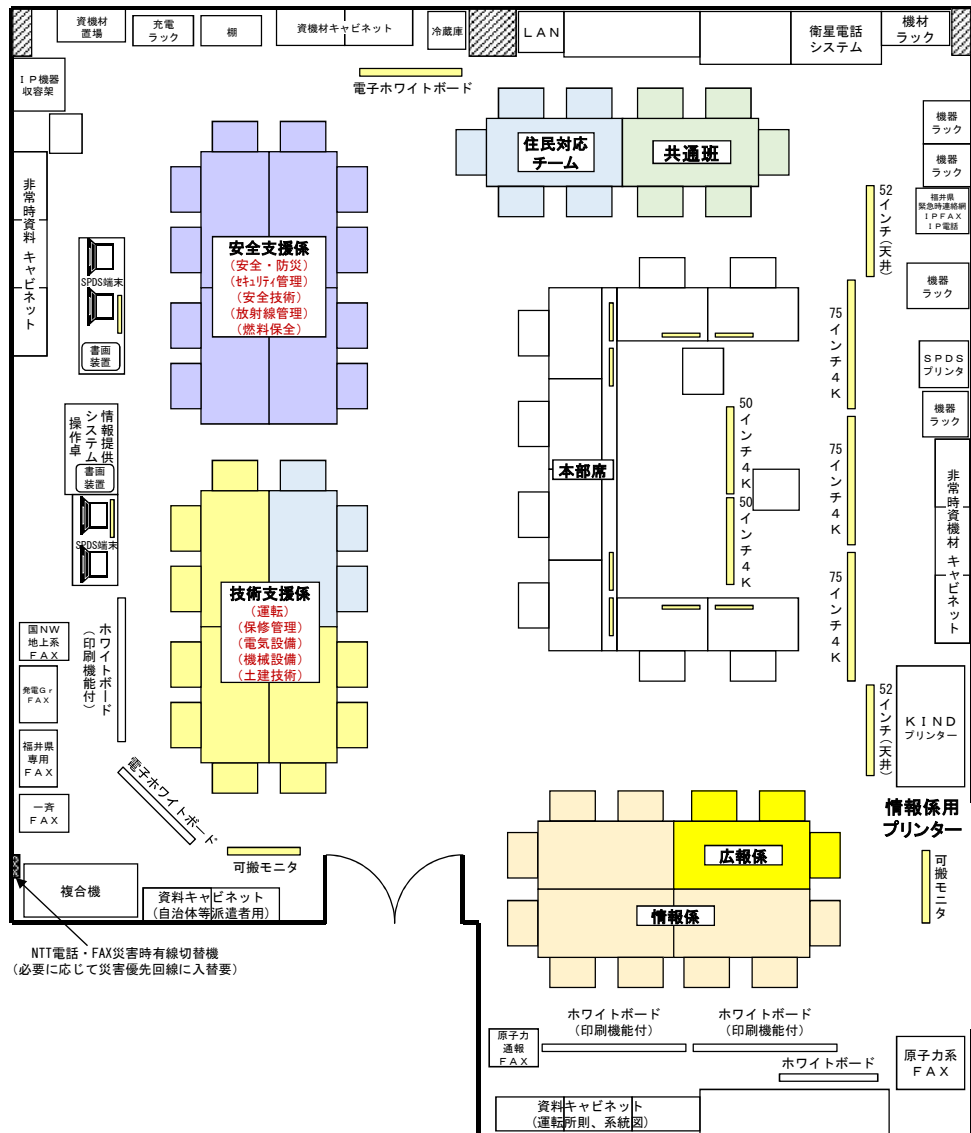 資機材
置場
充電
ラック
棚
資機材キャビネット
冷蔵庫
ＬＡＮ
衛星電話
システム
機材
ラック
ＩＰ機器
収容架
電子ホワイトボード
機器
ラック
機器
ラック
福井県
緊急時連絡網
ＩＰＦＡＸ
ＩＰ電話
機器
ラック
ＳＰＤＳ
プリンタ
機器
ラック
住民対応
チーム
共通班
52インチ(天井)
75インチ4K
75インチ4K
75インチ4K
52インチ(天井)
50インチ4K
50インチ4K
本部席
非常時資料キャビネット
SPDS端末
書画
装置
安全支援係
(安全・防災)
(ｾｷｭﾘﾃｨ管理)
(安全技術)
(放射線管理)
(燃料保全)
情報提供
システム
操作卓
書画
装置
SPDS端末
技術支援係
(運転)
(保修管理)
(電気設備)
(機械設備)
(土建技術)
非常時資機材キャビネット
国ＮＷ
地上系
ＦＡＸ
発電Ｇｒ
ＦＡＸ
福井県
専用
ＦＡＸ
一斉
ＦＡＸ
ホワイトボード
(印刷機能付)
電子ホワイトボード
可搬モニタ
複合機
資料キャビネット
(自治体等派遣者用)
NTT電話・FAX災害時有線切替機
(必要に応じて災害優先回線に入替要)
ＫＩＮＤ
プリンター
情報係用
プリンター
可搬モニタ
広報係
情報係
ホワイトボード
(印刷機能付)
ホワイトボード
(印刷機能付)
原子力
通報
ＦＡＸ
ホワイトボード
原子力系
ＦＡＸ
資料キャビネット
(運転所則、系統図)